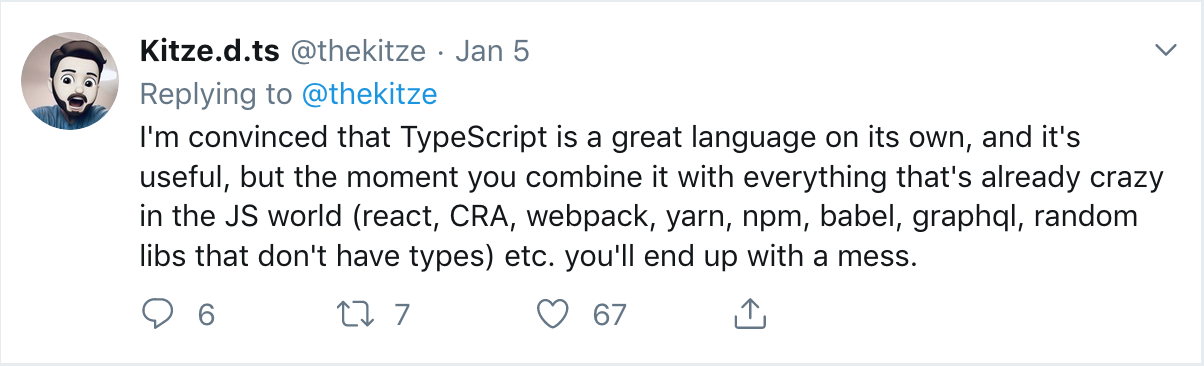 Kitze.d.ts @thekitze · Jan 5
Replying to @thekitze
I'm convinced that TypeScript is a great language on its own, and it's
useful, but the moment you combine it with everything that's already crazy
in the JS world (react, CRA, webpack, yarn, npm, babel, graphql, random
libs that don't have types) etc. you'll end up with a mess.
6 7 67